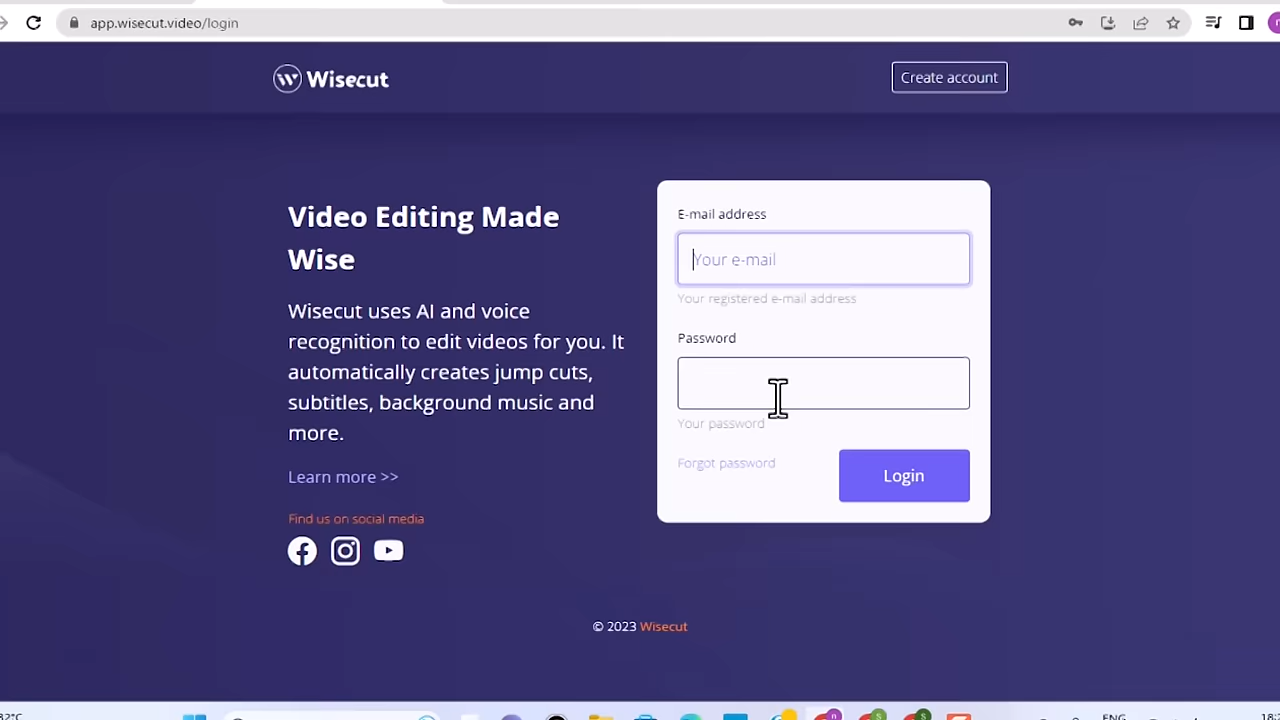 app.wisecut.video/login
Wisecut
Create account
Video Editing Made
Wise
Wisecut uses AI and voice
recognition to edit videos for you. It
automatically creates jump cuts,
subtitles, background music and
more.
Learn more >>
Find us on social media
E-mail address
Your e-mail
Your registered e-mail address
Password
Your password
Forgot password
Login
© 2023 Wisecut
ENG